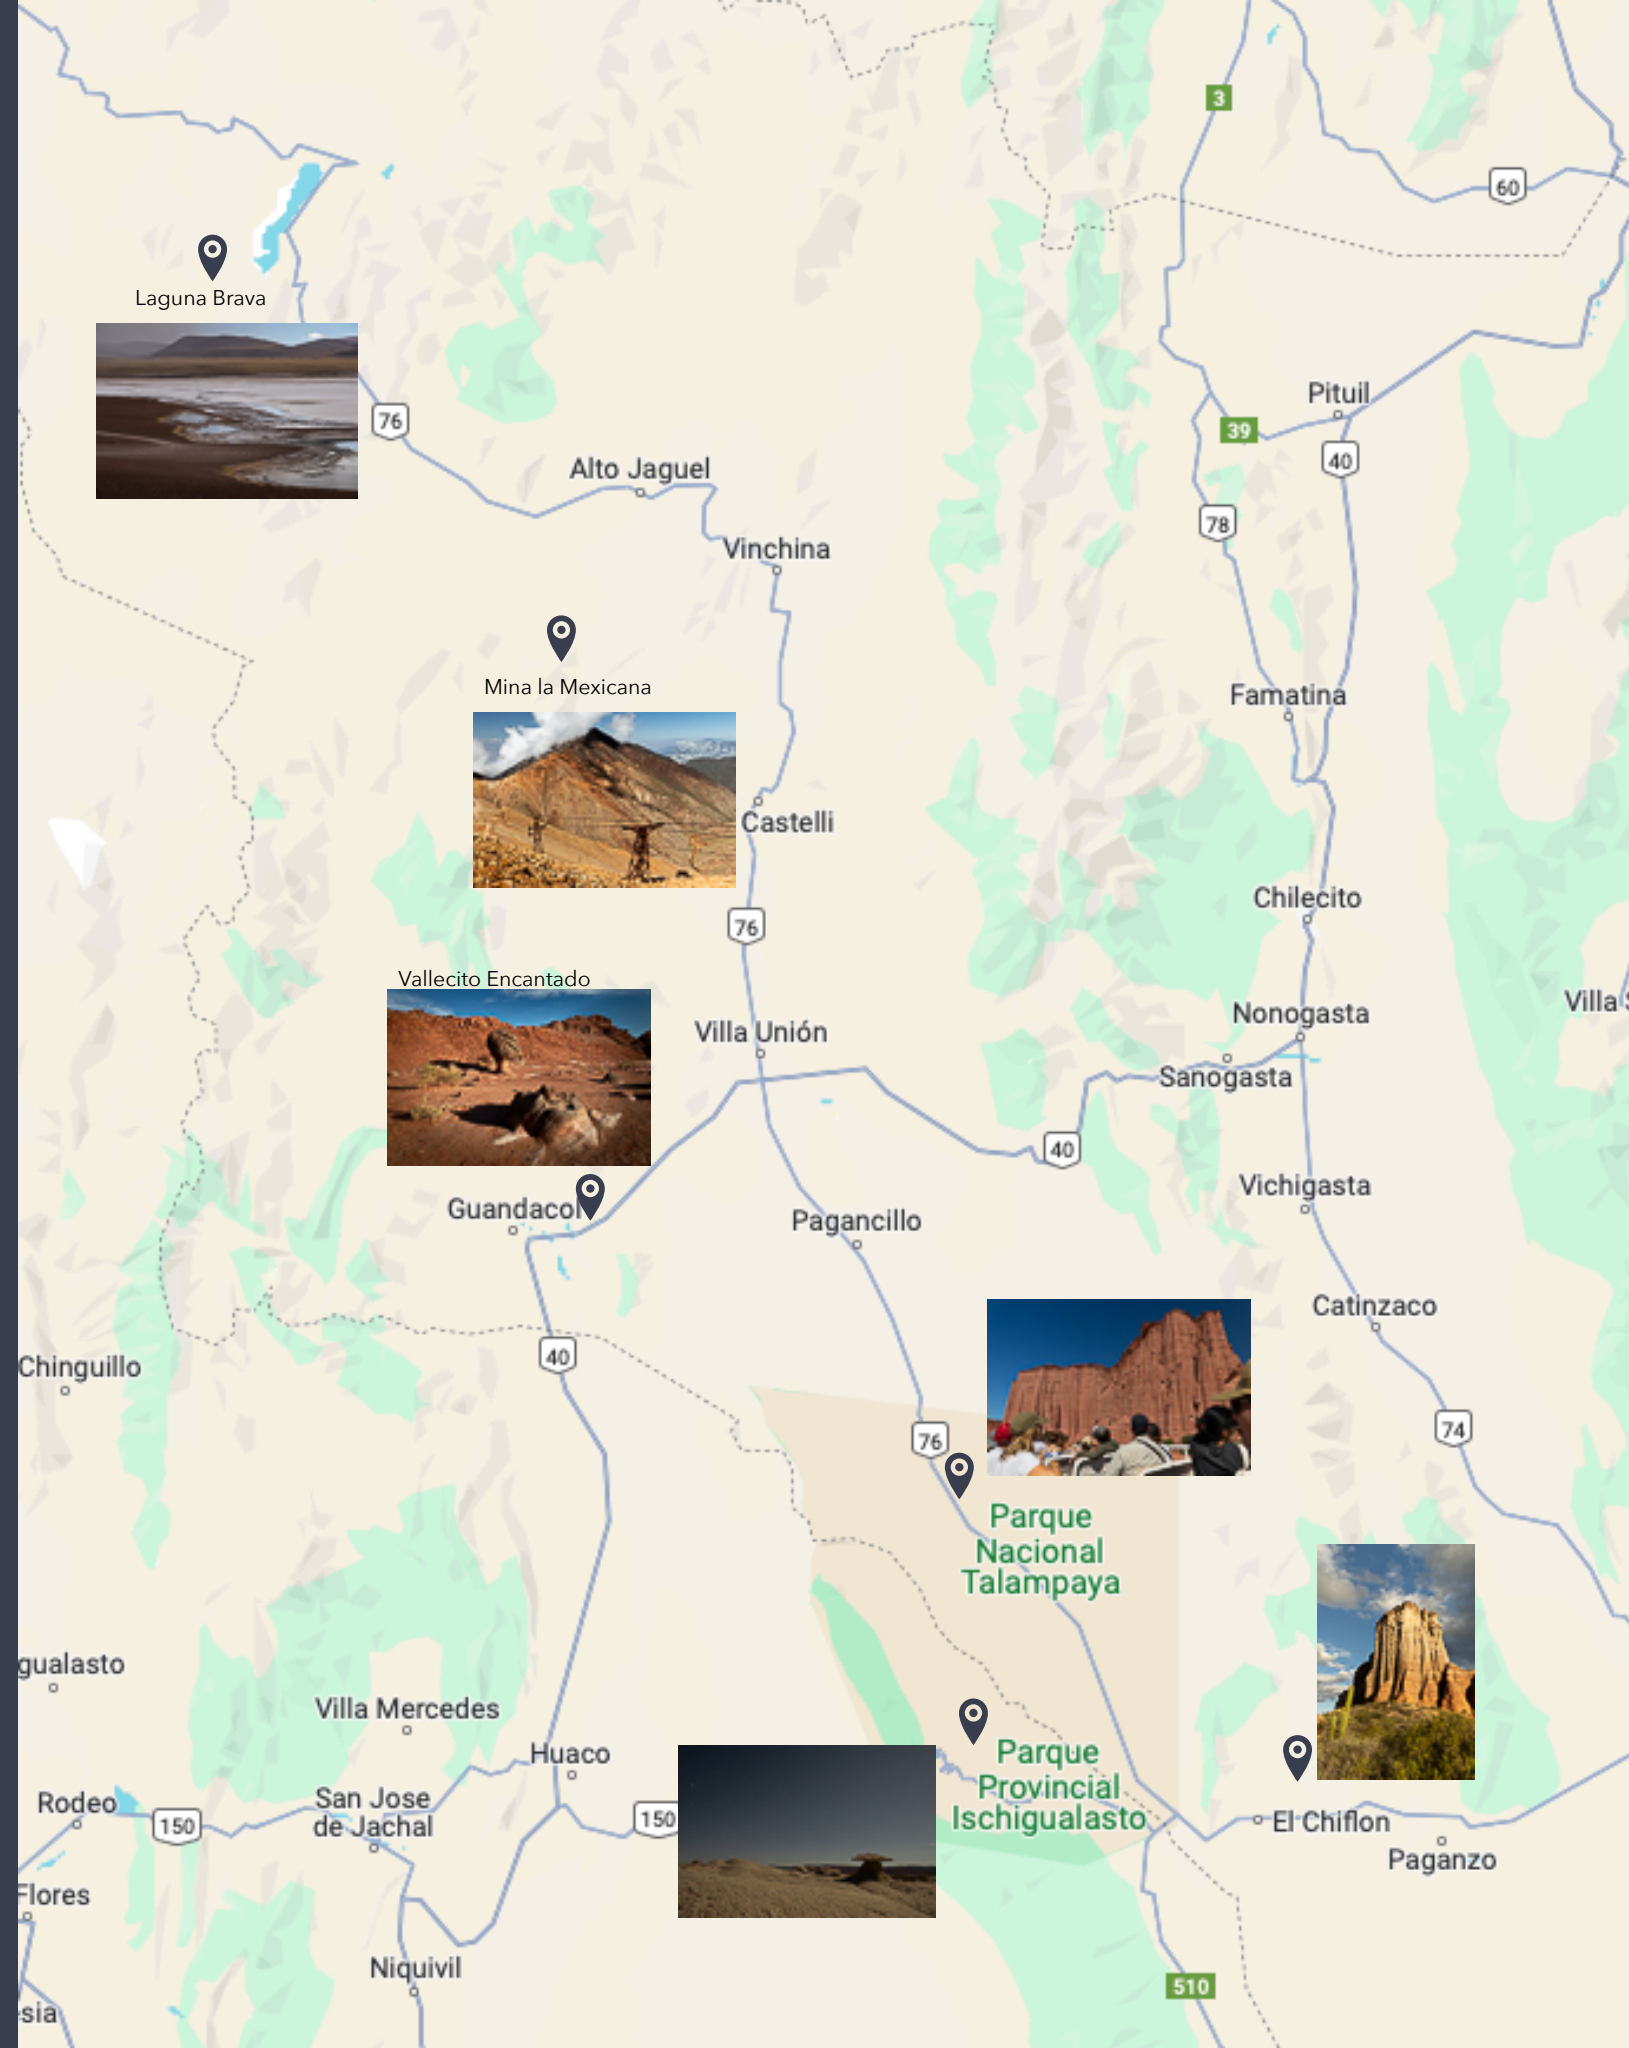 3
60
Laguna Brava
Pituil
76
39
40
Alto Jaguel
78
Vinchina
Mina la Mexicana
Famatina
Castelli
Chilecito
76
Vallecito Encantado
Villa S
Nonogasta
Villa Unión
Sanogasta
40
Vichigasta
Guandacol
Pagancillo
Catinzaco
40
Chinguillo
74
76
Parque
Nacional
Talampaya
gualasto
Villa Mercedes
Huaco
Parque
Provincial
Ischigualasto
Rodeo
San Jose
de Jachal
150
150
El Chiflon
Paganzo
Flores
Niquivil
510
sia